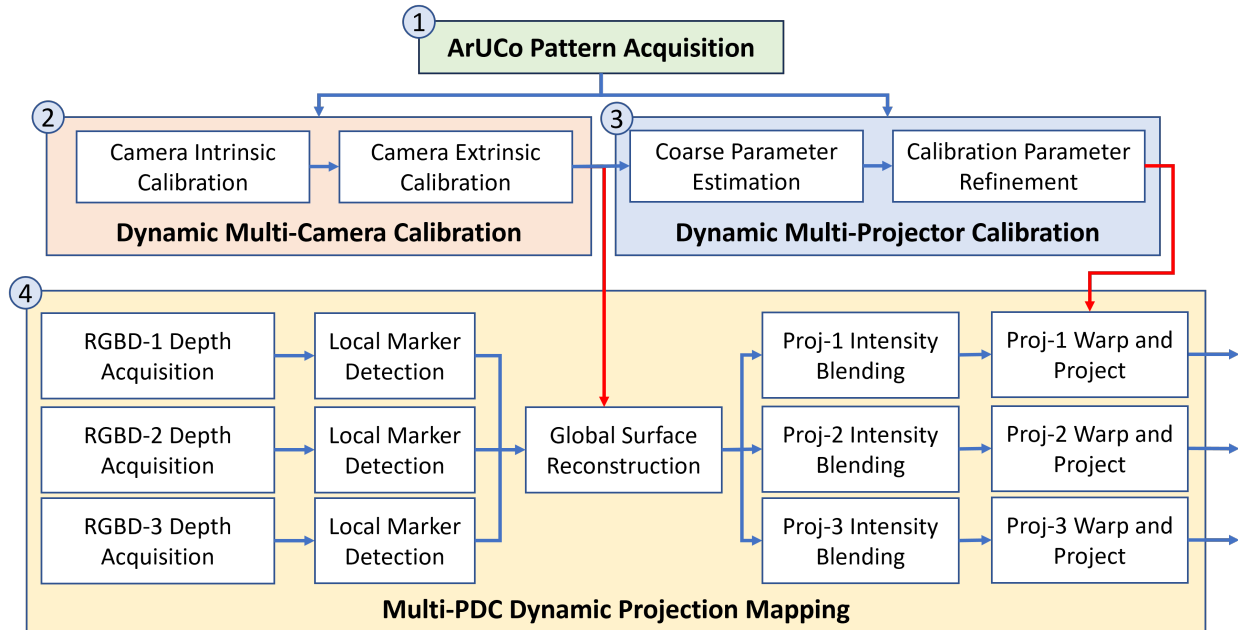 1
ArUCo Pattern Acquisition
2
Camera Intrinsic
Calibration
Camera Extrinsic
Calibration
Dynamic Multi-Camera Calibration
3
Coarse Parameter
Estimation
Calibration Parameter
Refinement
Dynamic Multi-Projector Calibration
4
RGBD-1 Depth
Acquisition
Local Marker
Detection
RGBD-2 Depth
Acquisition
Local Marker
Detection
RGBD-3 Depth
Acquisition
Local Marker
Detection
Global Surface
Reconstruction
Proj-1 Intensity
Blending
Proj-1 Warp and
Project
Proj-2 Intensity
Blending
Proj-2 Warp and
Project
Proj-3 Intensity
Blending
Proj-3 Warp and
Project
Multi-PDC Dynamic Projection Mapping